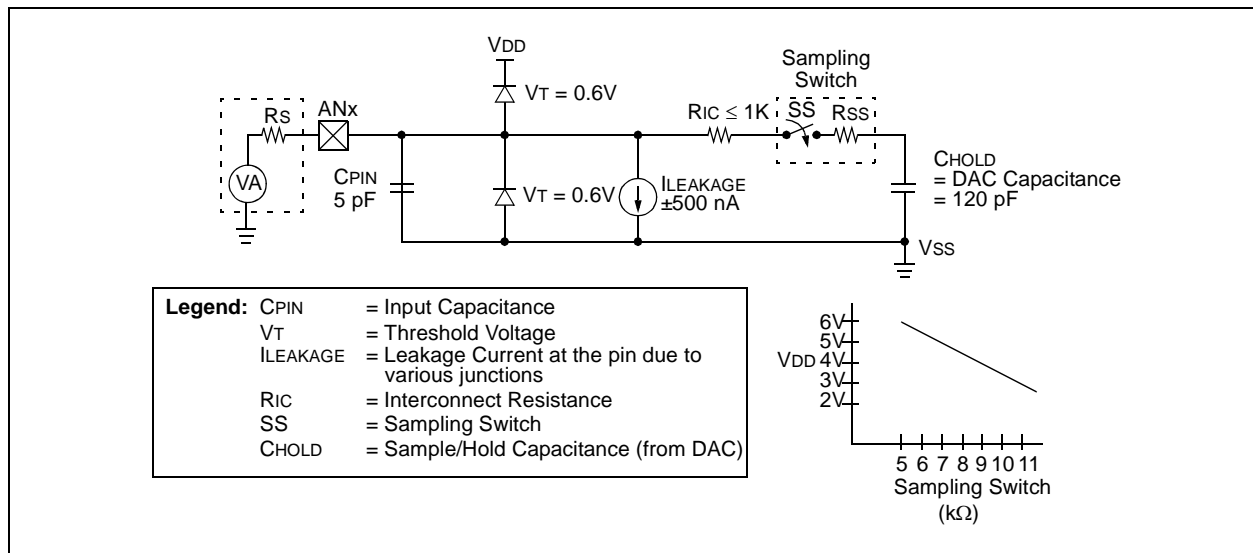 VDD
Sampling
Switch
VT = 0.6V
RS
ANx
RIC ≤ 1K
SS
RSS
VA
CPIN
5 pF
VT = 0.6V
ILEAKAGE
±500 nA
CHOLD
= DAC Capacitance
= 120 pF
VSS
Legend: CPIN = Input Capacitance
VT = Threshold Voltage
ILEAKAGE = Leakage Current at the pin due to
various junctions
RIC = Interconnect Resistance
SS = Sampling Switch
CHOLD = Sample/Hold Capacitance (from DAC)
6V
5V
VDD 4V
3V
2V
5 6 7 8 9 10 11
Sampling Switch
(kΩ)